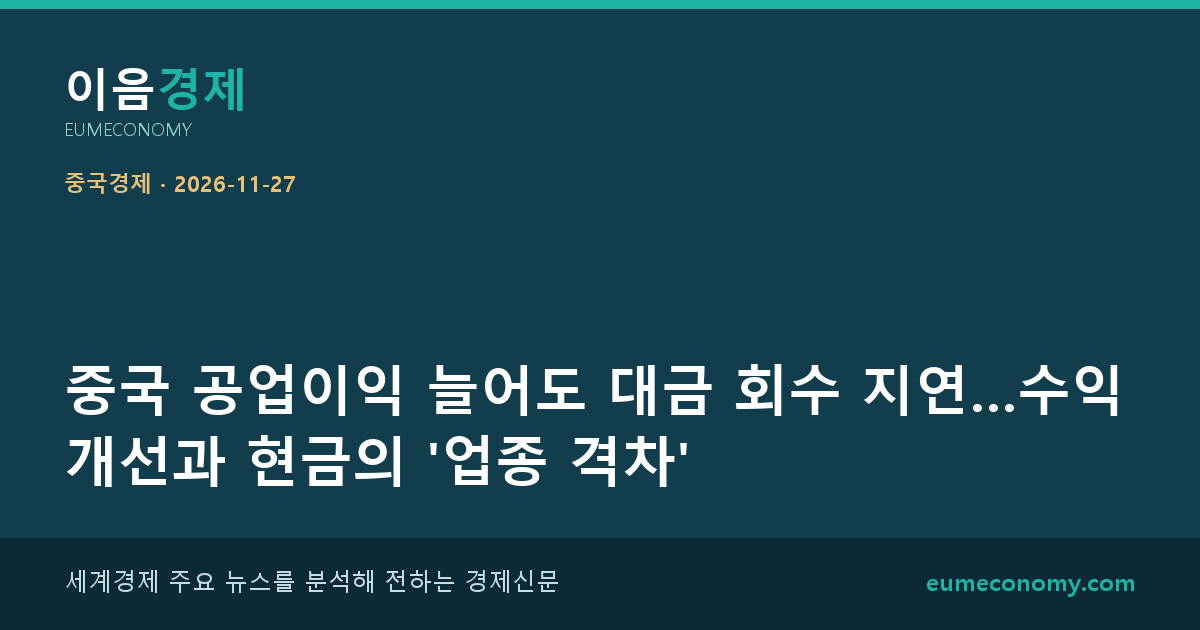 이음경제
EUMECONOMY
중국경제 · 2026-11-27
중국 공업이익 늘어도 대금 회수 지연...수익
개선과 현금의 '업종 격차'
세계경제 주요 뉴스를 분석해 전하는 경제신문
eumeconomy.com